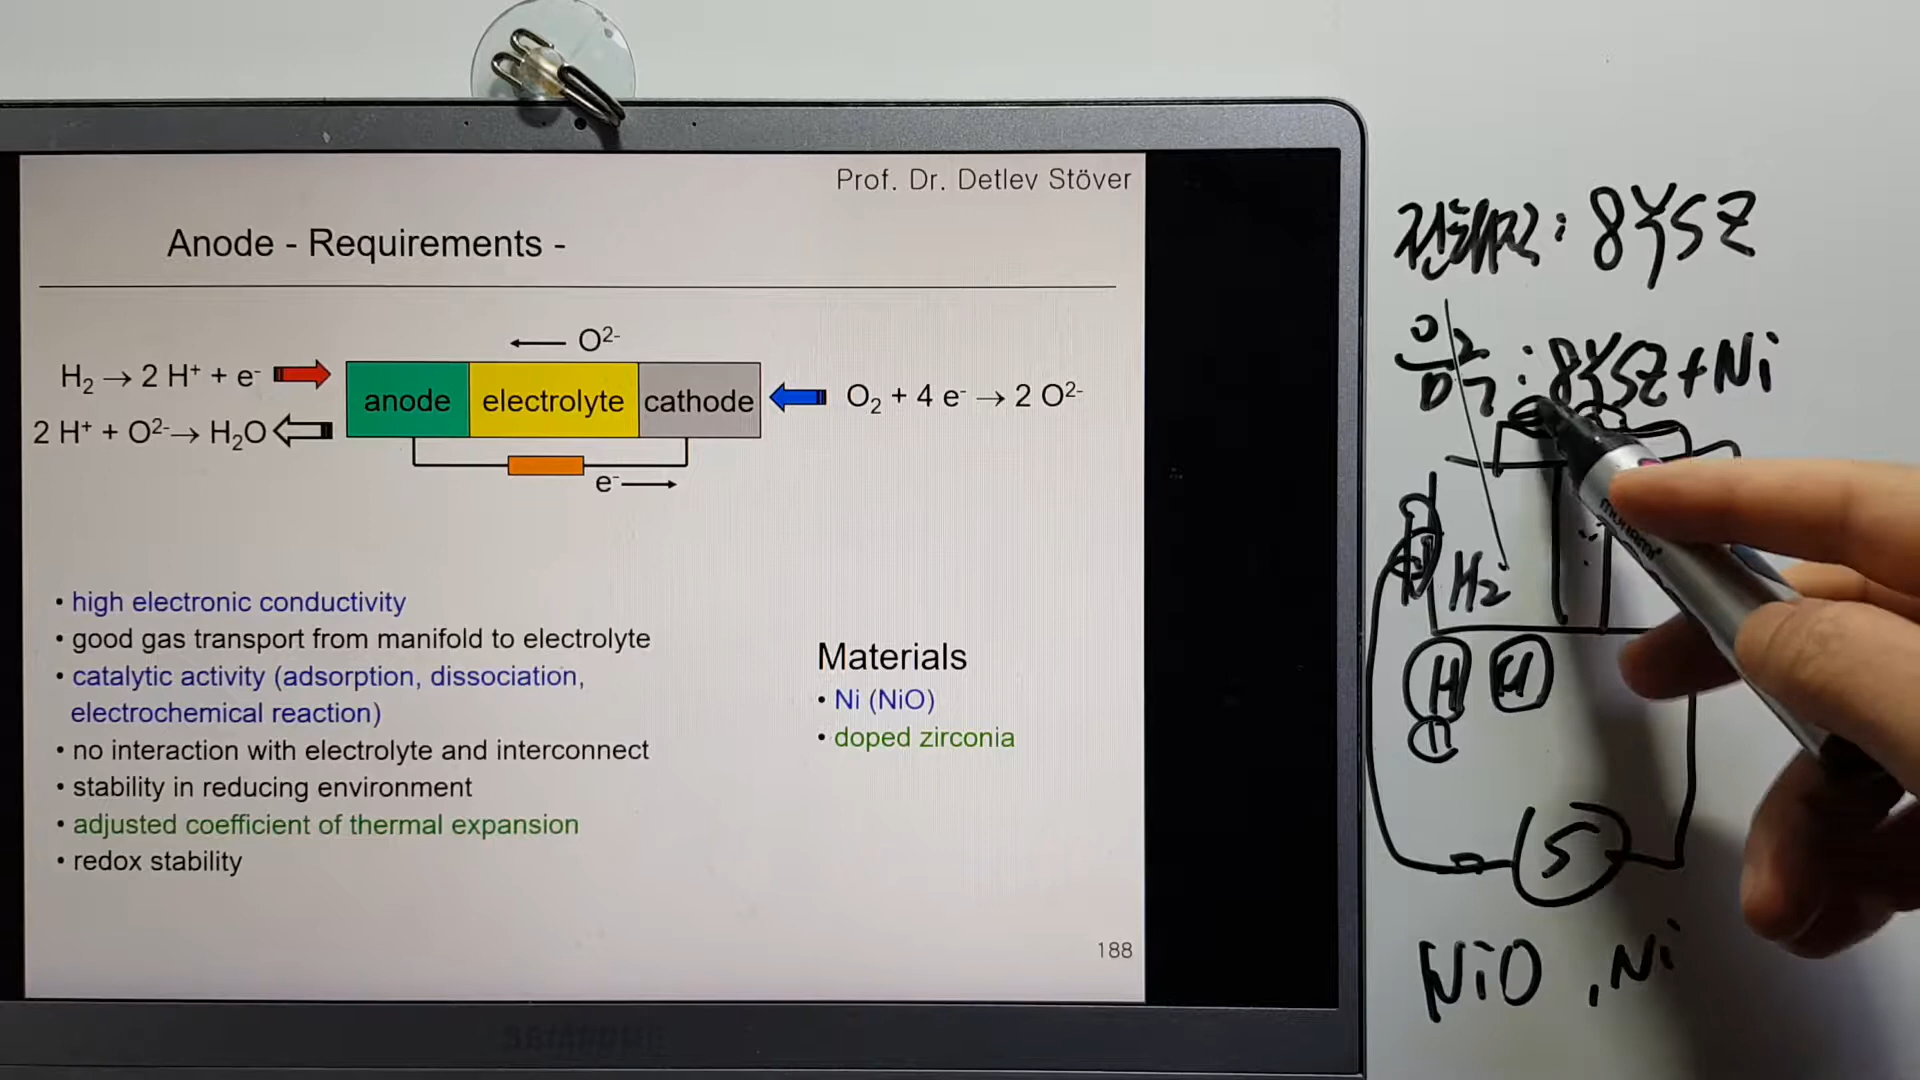 Prof. Dr. Detlev Stöver
Anode - Requirements -
O²⁻
H₂ → 2 H⁺ + e⁻
anode electrolyte cathode
O₂ + 4 e⁻ → 2 O²⁻
2 H⁺ + O²⁻→ H₂O
e⁻
• high electronic conductivity
• good gas transport from manifold to electrolyte
• catalytic activity (adsorption, dissociation,
electrochemical reaction)
• no interaction with electrolyte and interconnect
• stability in reducing environment
• adjusted coefficient of thermal expansion
• redox stability
Materials
• Ni (NiO)
• doped zirconia
188
SAMSUNG
전해질: 8YSZ
: 8YSZ+Ni
H₂
H
H
S
NiO , Ni
monami